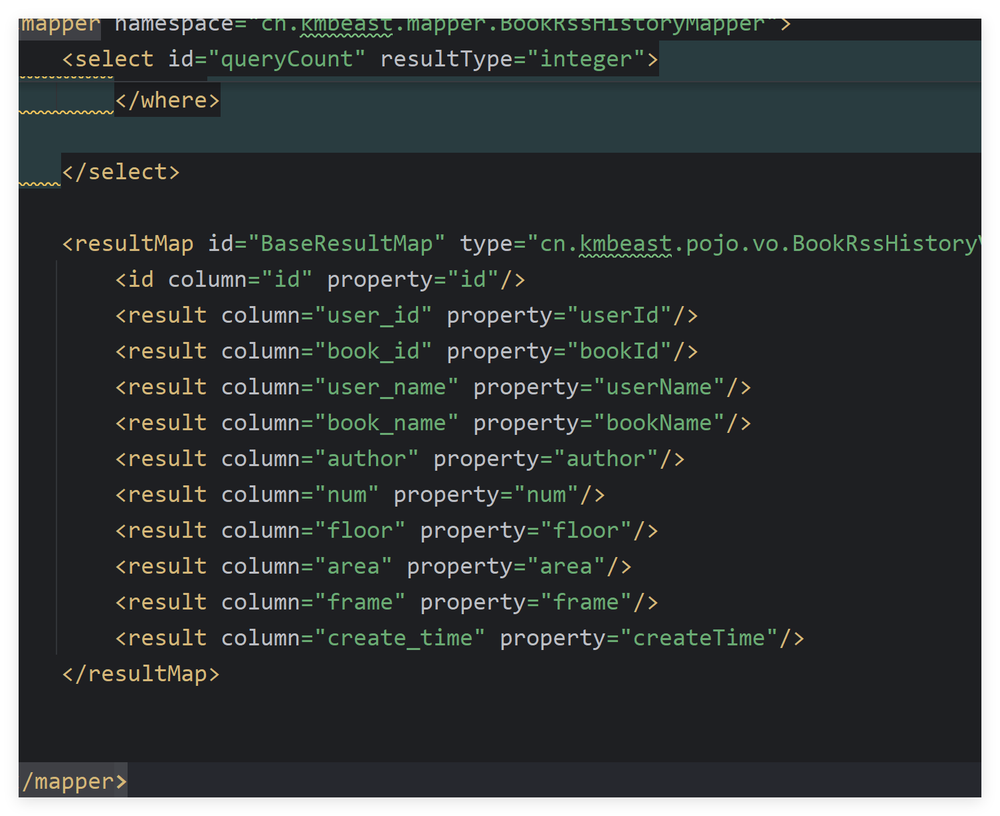 mapper namespace="cn.kmbeast.mapper.BookRssHistoryMapper">
<select id="queryCount" resultType="integer">
</where>
</select>
<resultMap id="BaseResultMap" type="cn.kmbeast.pojo.vo.BookRssHistoryV
<id column="id" property="id"/>
<result column="user_id" property="userId"/>
<result column="book_id" property="bookId"/>
<result column="user_name" property="userName"/>
<result column="book_name" property="bookName"/>
<result column="author" property="author"/>
<result column="num" property="num"/>
<result column="floor" property="floor"/>
<result column="area" property="area"/>
<result column="frame" property="frame"/>
<result column="create_time" property="createTime"/>
</resultMap>
/mapper>